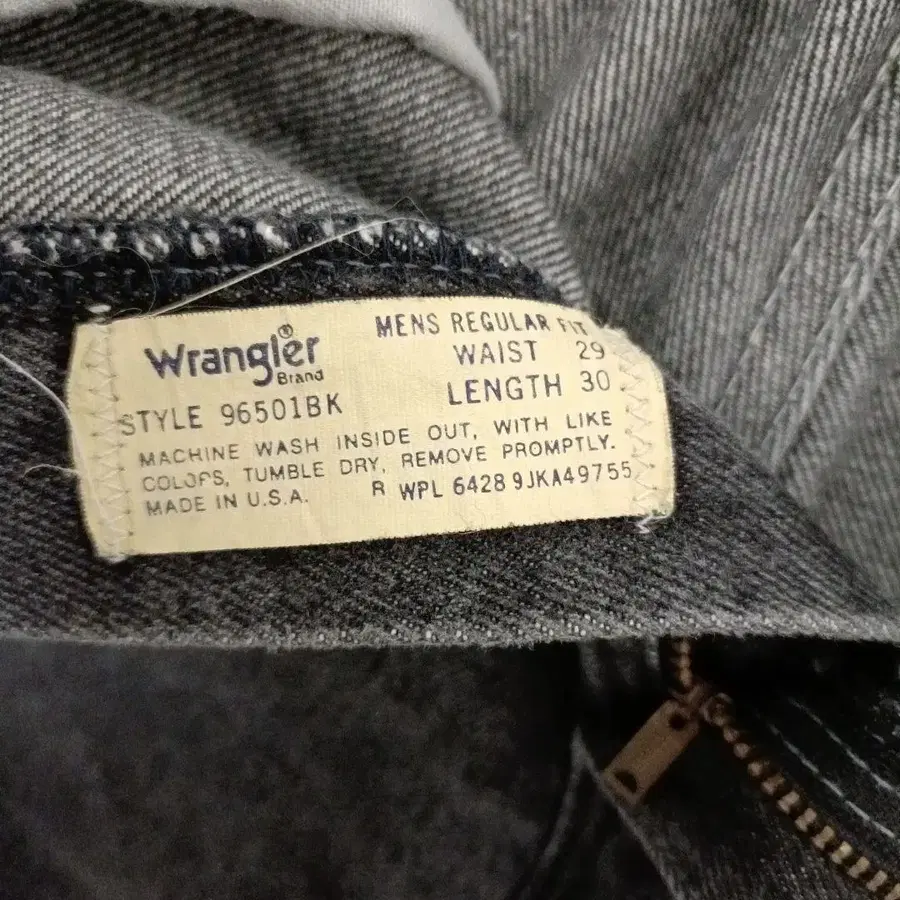 Wrangler®
Brand
STYLE 96501BK
MENS REGULAR FIT
WAIST 29
LENGTH 30
MACHINE WASH INSIDE OUT, WITH LIKE
COLORS, TUMBLE DRY, REMOVE PROMPTLY.
MADE IN U.S.A. R WPL 6428 9JKA49755